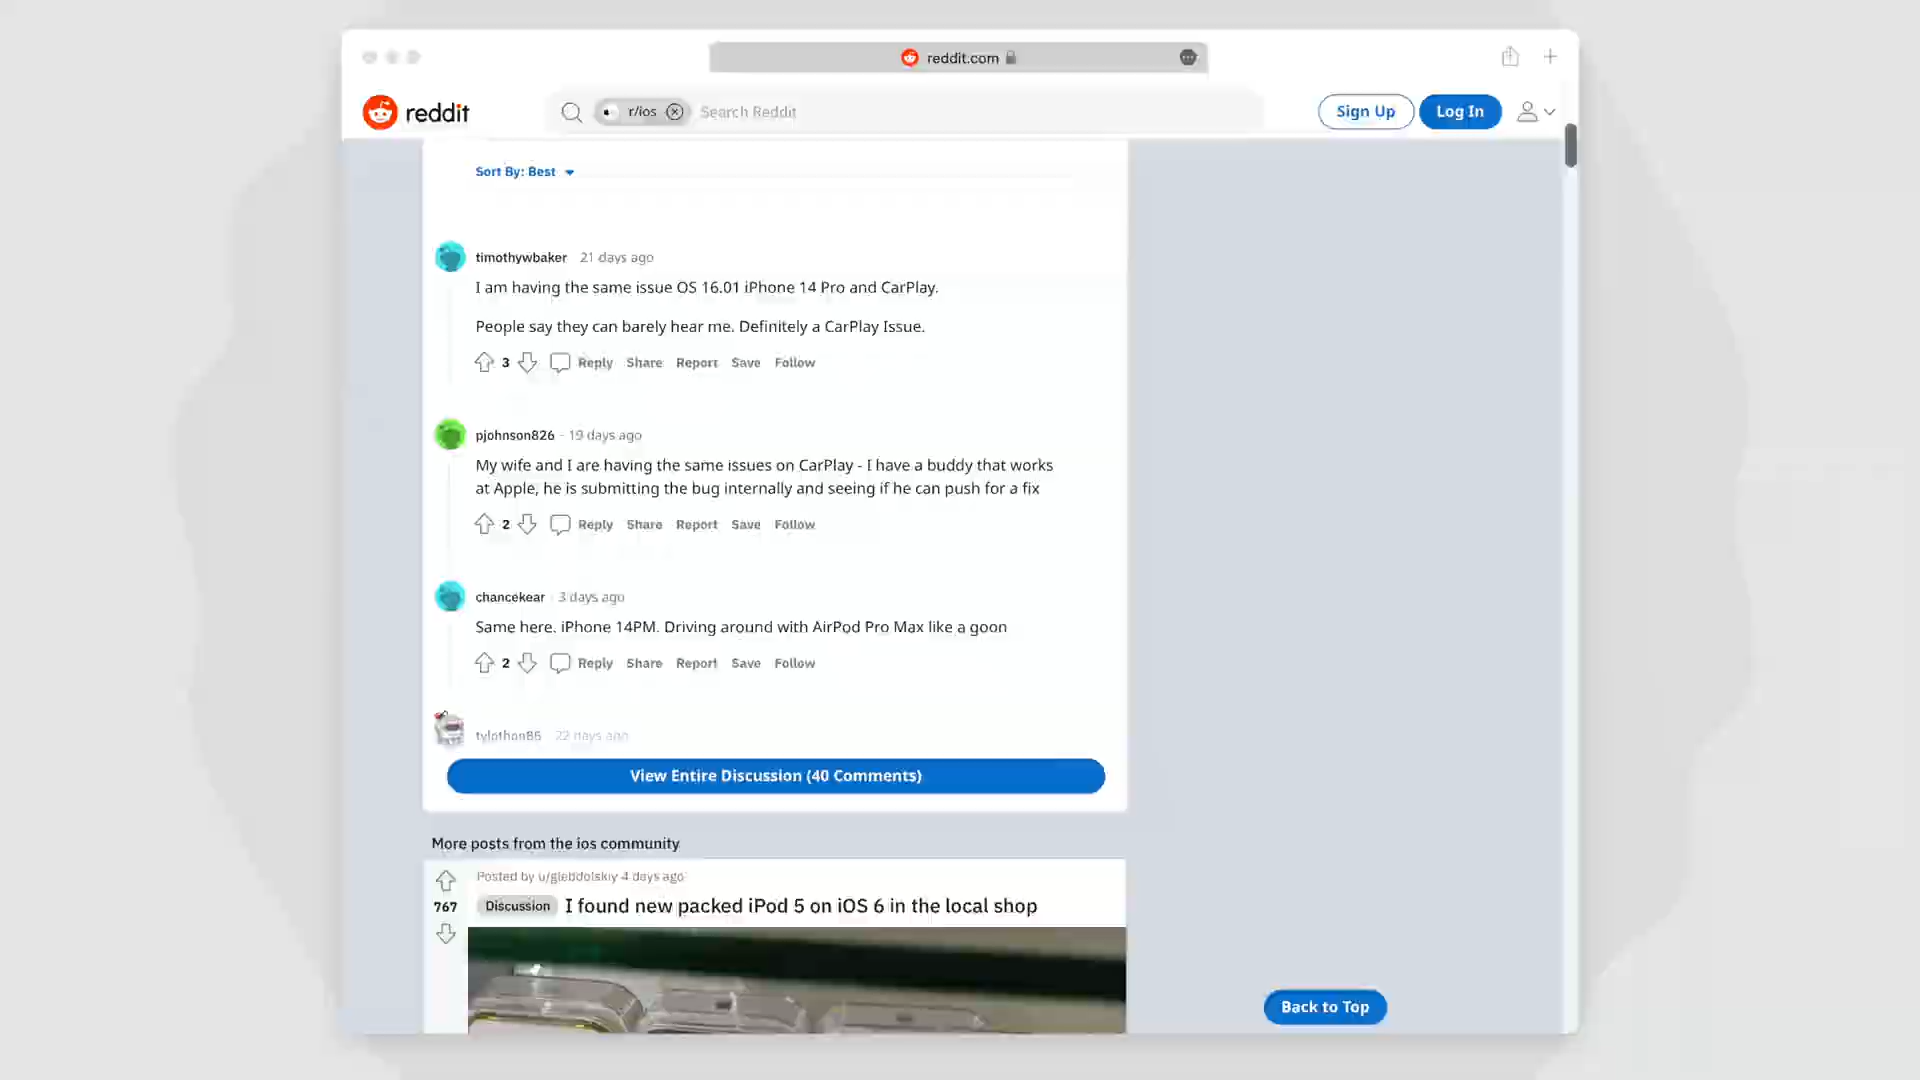 reddit.com
reddit
r/ios
Search Reddit
Sign Up
Log In
Sort By: Best
timothywbaker 21 days ago
I am having the same issue OS 16.01 iPhone 14 Pro and CarPlay.
People say they can barely hear me. Definitely a CarPlay Issue.
3 Reply Share Report Save Follow
pjohnson826 · 19 days ago
My wife and I are having the same issues on CarPlay - I have a buddy that works
at Apple, he is submitting the bug internally and seeing if he can push for a fix
2 Reply Share Report Save Follow
chancekear · 3 days ago
Same here. iPhone 14PM. Driving around with AirPod Pro Max like a goon
2 Reply Share Report Save Follow
22 days ago
View Entire Discussion (40 Comments)
More posts from the ios community
Posted by u/glebdolskiy 4 days ago
767
Discussion I found new packed iPod 5 on iOS 6 in the local shop
Back to Top